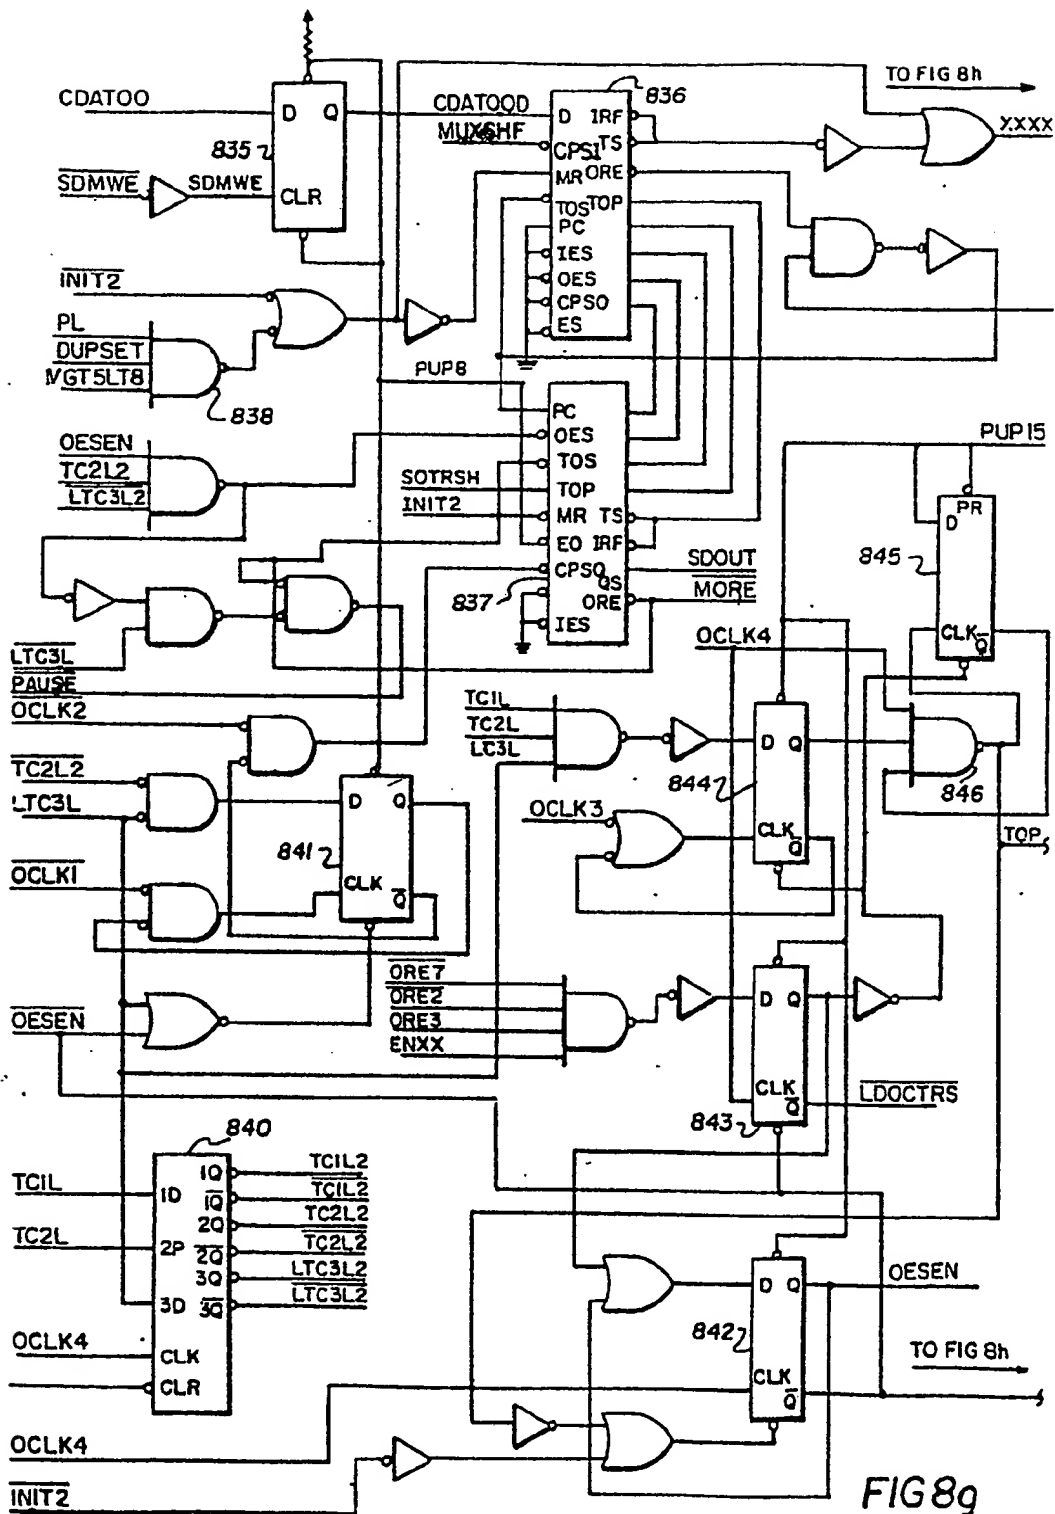 TO FIG 8h
CDATOO
D Q
835
CLR
SDMWE
SDMWE
CDATOOD
MUXSHF
836
D IRF
CPSI TS
MR ORE
TOS TOP
PC
IES
OES
CPSO
ES
XXXX
INIT2
PL
DUPSET
MGT5LT8
838
PUP8
OESEN
TC2L2
LTC3L2
SOTRSH
INIT2
PC
OES
TOS
TOP
MR TS
EO IRF
CPSO
QS
ORE
IES
837
SDOUT
MORE
PUP15
PR
D
845
CLK Q
OCLK4
LTC3L
PAUSE
OCLK2
TC2L2
LTC3L
OCLK1
D Q
841
CLK
Q
TC1L
TC2L
LC3L
D Q
844
CLK
Q
OCLK3
846
TOP
ORE7
ORE2
ORE3
ENXX
D Q
CLK
Q
843
LDOCTRS
OESEN
840
TC1L
TC2L
1D
2P
3D
CLK
CLR
1Q
1Q
2Q
2Q
3Q
3Q
TC1L2
TC1L2
TC2L2
TC2L2
LTC3L2
LTC3L2
OCLK4
D Q
842
CLK
Q
OESEN
TO FIG 8h
OCLK4
INIT2
FIG 8g